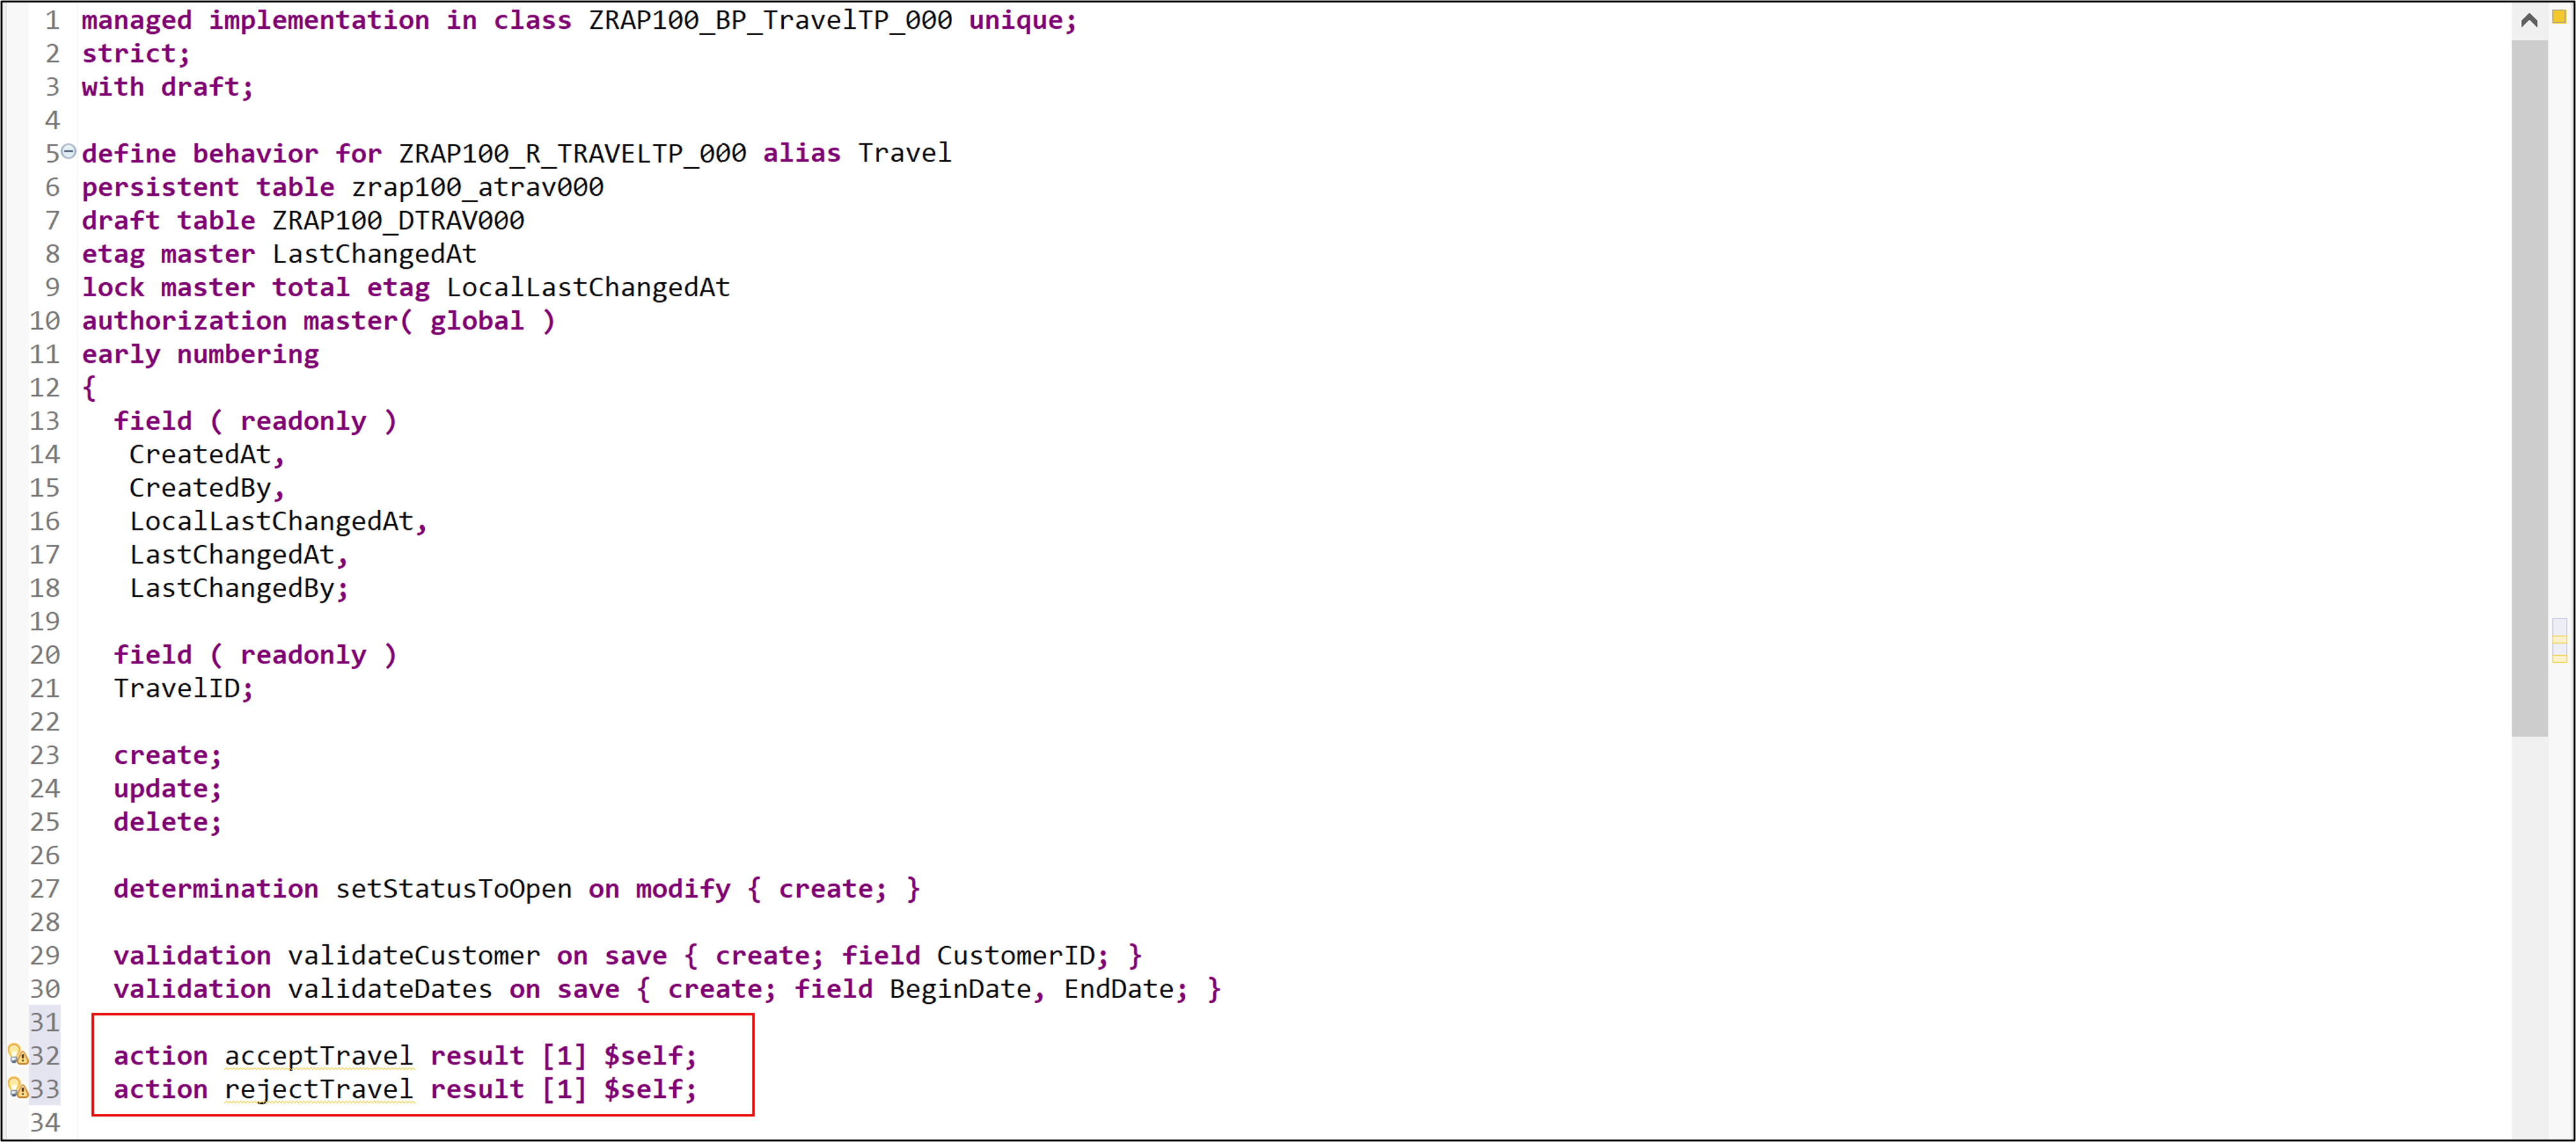 1 managed implementation in class ZRAP100_BP_TravelTP_000 unique;
2 strict;
3 with draft;
4
5 define behavior for ZRAP100_R_TRAVELTP_000 alias Travel
6 persistent table zrap100_atrav000
7 draft table ZRAP100_DTRAV000
8 etag master LastChangedAt
9 lock master total etag LocalLastChangedAt
10 authorization master( global )
11 early numbering
12 {
13 field ( readonly )
14 CreatedAt,
15 CreatedBy,
16 LocalLastChangedAt,
17 LastChangedAt,
18 LastChangedBy;
19
20 field ( readonly )
21 TravelID;
22
23 create;
24 update;
25 delete;
26
27 determination setStatusToOpen on modify { create; }
28
29 validation validateCustomer on save { create; field CustomerID; }
30 validation validateDates on save { create; field BeginDate, EndDate; }
31
32 action acceptTravel result [1] $self;
33 action rejectTravel result [1] $self;
34